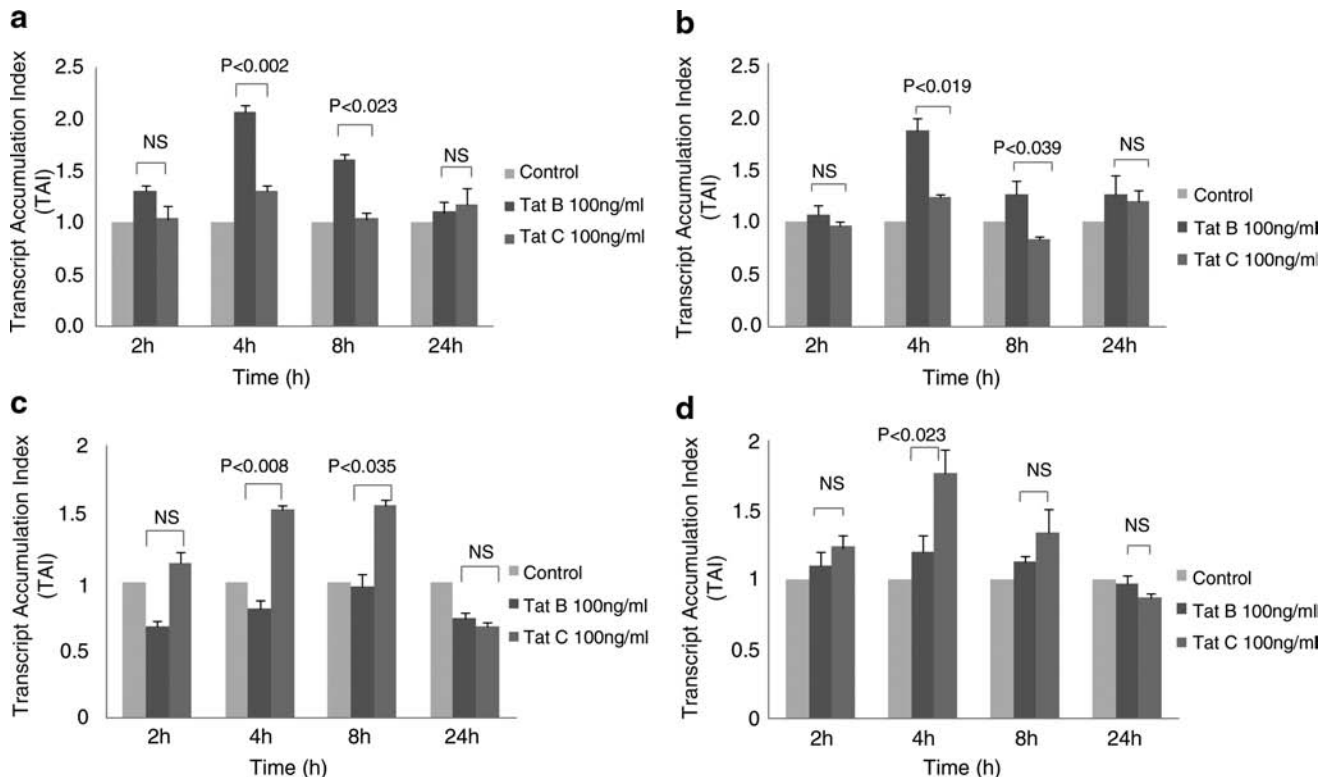 a
Transcript Accumulation Index
(TAI)
2.5
2.0
1.5
1.0
0.5
0.0
NS
P<0.002
P<0.023
NS
2h
4h
8h
24h
Time (h)
Control
Tat B 100ng/ml
Tat C 100ng/ml
b
Transcript Accumulation Index
(TAI)
2.5
2.0
1.5
1.0
0.5
0.0
NS
P<0.019
P<0.039
NS
2h
4h
8h
24h
Time (h)
Control
Tat B 100ng/ml
Tat C 100ng/ml
c
Transcript Accumulation Index
(TAI)
2
1.5
1
0.5
0
NS
P<0.008
P<0.035
NS
2h
4h
8h
24h
Time (h)
Control
Tat B 100ng/ml
Tat C 100ng/ml
d
Transcript Accumulation Index
(TAI)
2
1.5
1
0.5
0
NS
P<0.023
NS
NS
2h
4h
8h
24h
Time (h)
Control
Tat B 100ng/ml
Tat C 100ng/ml